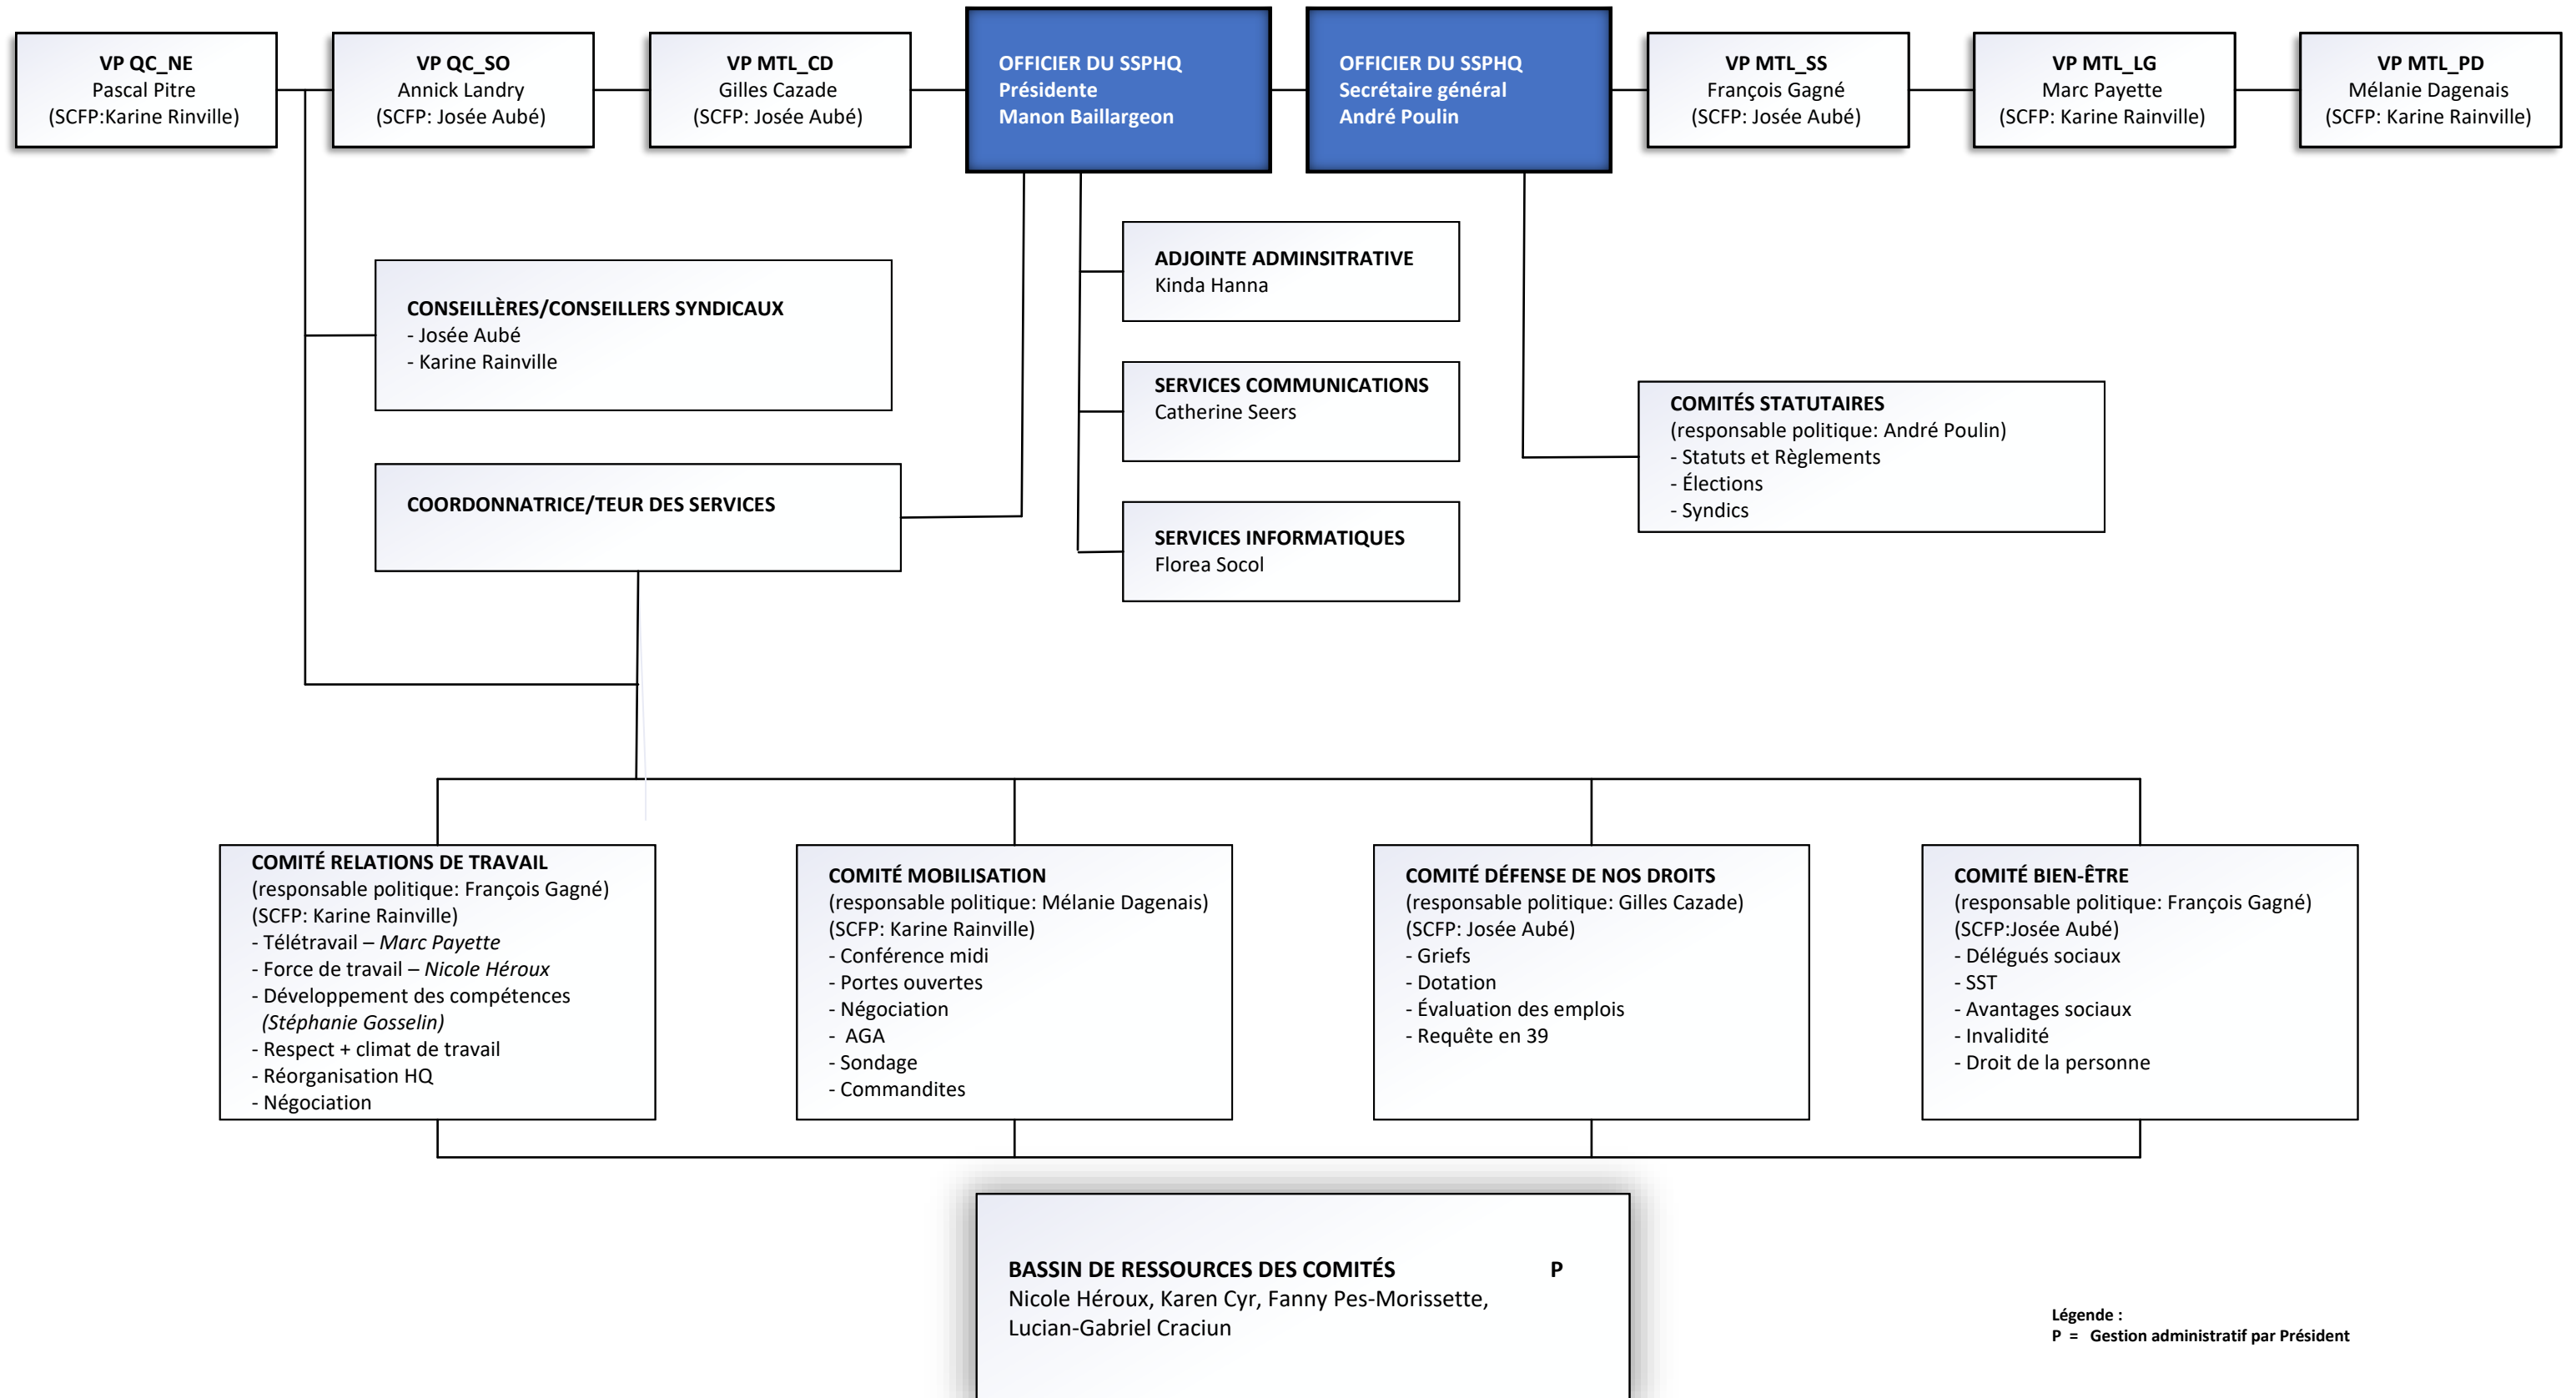 VP QC_NE
Pascal Pitre
(SCFP:Karine Rinville)
VP QC_SO
Annick Landry
(SCFP: Josée Aubé)
VP MTL_CD
Gilles Cazade
(SCFP: Josée Aubé)
OFFICIER DU SSPHQ
Présidente
Manon Baillargeon
OFFICIER DU SSPHQ
Secrétaire général
André Poulin
VP MTL_SS
François Gagné
(SCFP: Josée Aubé)
VP MTL_LG
Marc Payette
(SCFP: Karine Rainville)
VP MTL_PD
Mélanie Dagenais
(SCFP: Karine Rainville)
CONSEILLÈRES/CONSEILLERS SYNDICAUX
- Josée Aubé
- Karine Rainville
COORDONNATRICE/TEUR DES SERVICES
ADJOINTE ADMINSITRATIVE
Kinda Hanna
SERVICES COMMUNICATIONS
Catherine Seers
SERVICES INFORMATIQUES
Florea Socol
COMITÉS STATUTAIRES
(responsable politique: André Poulin)
- Statuts et Règlements
- Élections
- Syndics
COMITÉ RELATIONS DE TRAVAIL
(responsable politique: François Gagné)
(SCFP: Karine Rainville)
- Télétravail – Marc Payette
- Force de travail – Nicole Héroux
- Développement des compétences
(Stéphanie Gosselin)
- Respect + climat de travail
- Réorganisation HQ
- Négociation
COMITÉ MOBILISATION
(responsable politique: Mélanie Dagenais)
(SCFP: Karine Rainville)
- Conférence midi
- Portes ouvertes
- Négociation
- AGA
- Sondage
- Commandites
COMITÉ DÉFENSE DE NOS DROITS
(responsable politique: Gilles Cazade)
(SCFP: Josée Aubé)
- Griefs
- Dotation
- Évaluation des emplois
- Requête en 39
COMITÉ BIEN-ÊTRE
(responsable politique: François Gagné)
(SCFP:Josée Aubé)
- Délégués sociaux
- SST
- Avantages sociaux
- Invalidité
- Droit de la personne
BASSIN DE RESSOURCES DES COMITÉS P
Nicole Héroux, Karen Cyr, Fanny Pes-Morissette,
Lucian-Gabriel Craciun
Légende :
P = Gestion administratif par Président